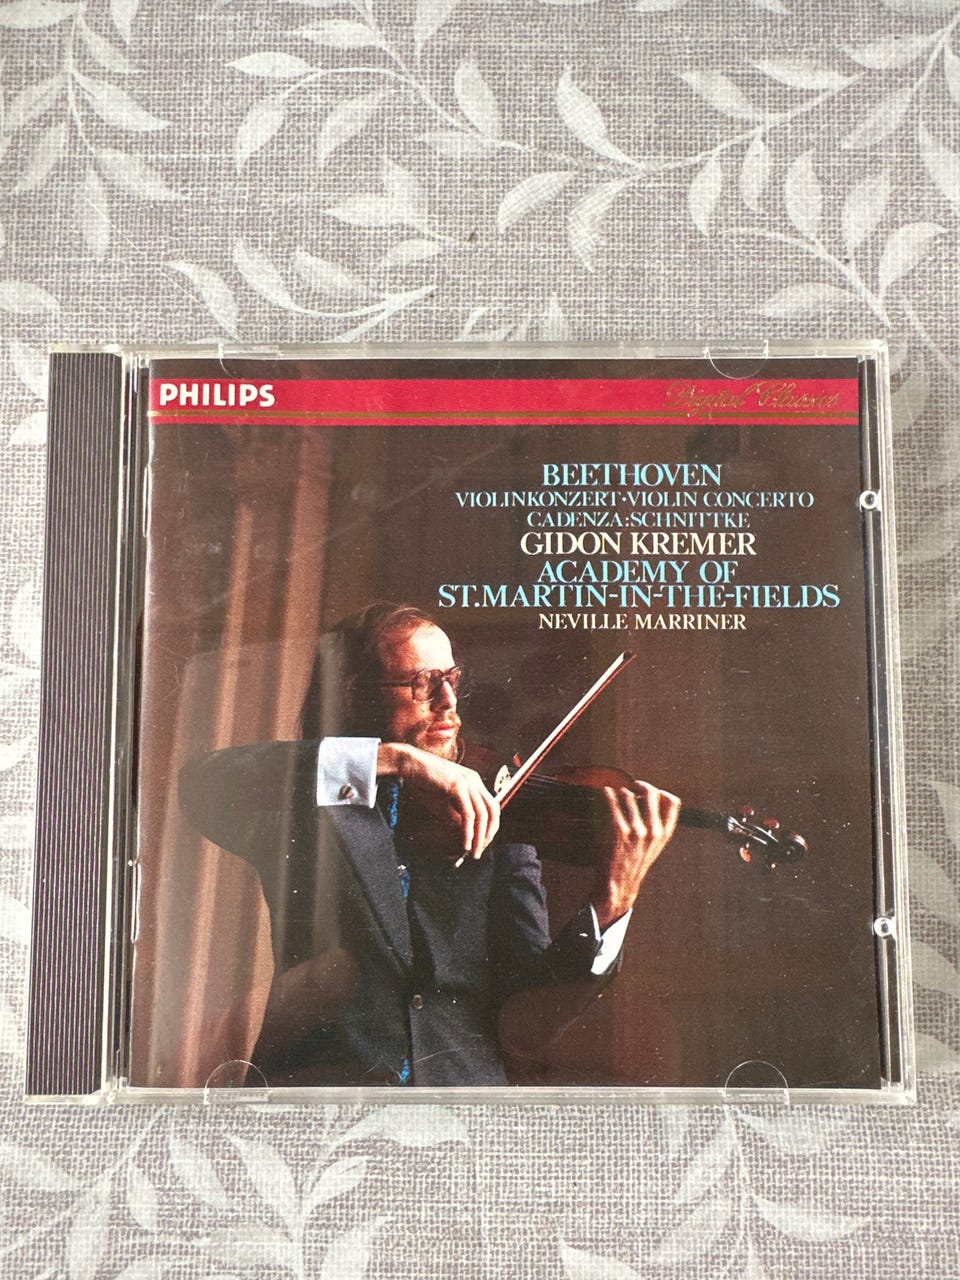 PHILIPS
Digital Classics
BEETHOVEN
VIOLINKONZERT·VIOLIN CONCERTO
CADENZA:SCHNITTKE
GIDON KREMER
ACADEMY OF
ST.MARTIN-IN-THE-FIELDS
NEVILLE MARRINER